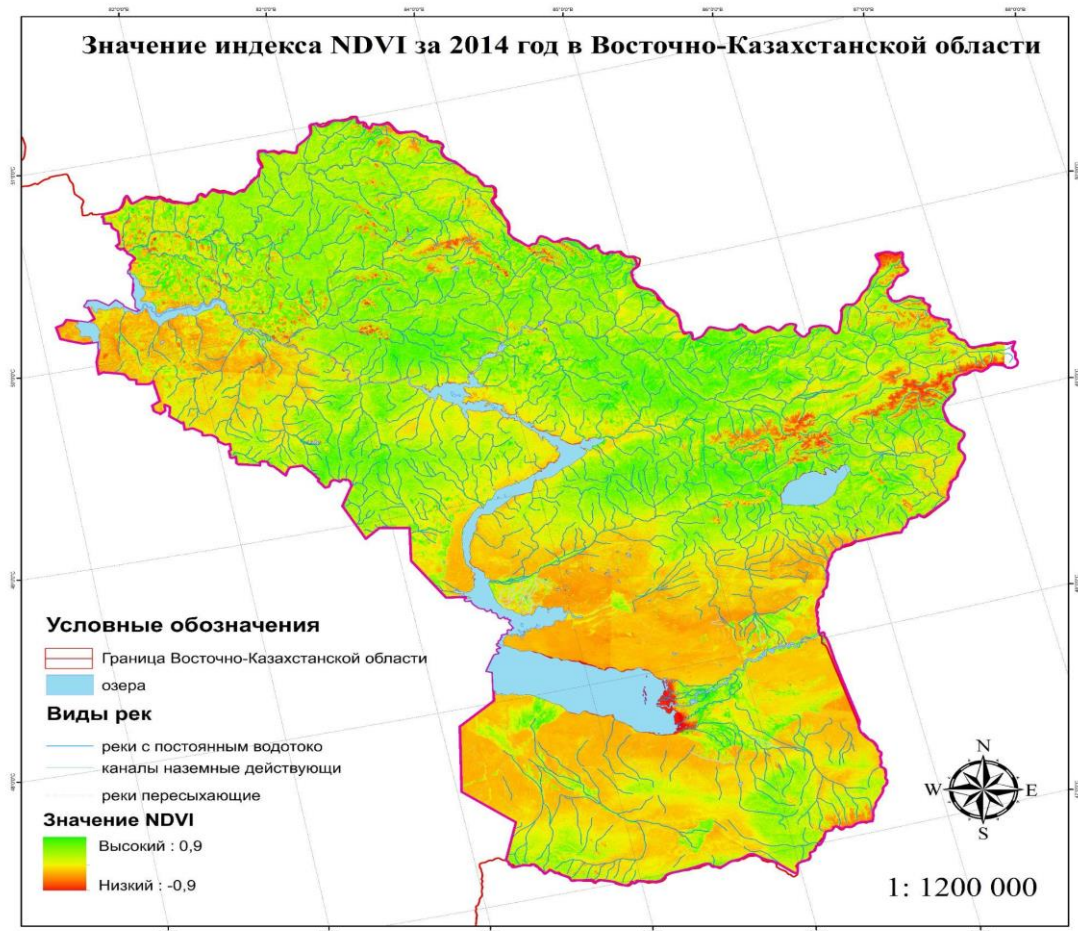 Значение индекса NDVI за 2014 год в Восточно-Казахстанской области
Условные обозначения
Граница Восточно-Казахстанской области
озера
Виды рек
реки с постоянным водотоко
каналы наземные действующи
реки пересыхающие
Значение NDVI
Высокий : 0,9
Низкий : -0,9
N
W
E
S
1: 1200 000